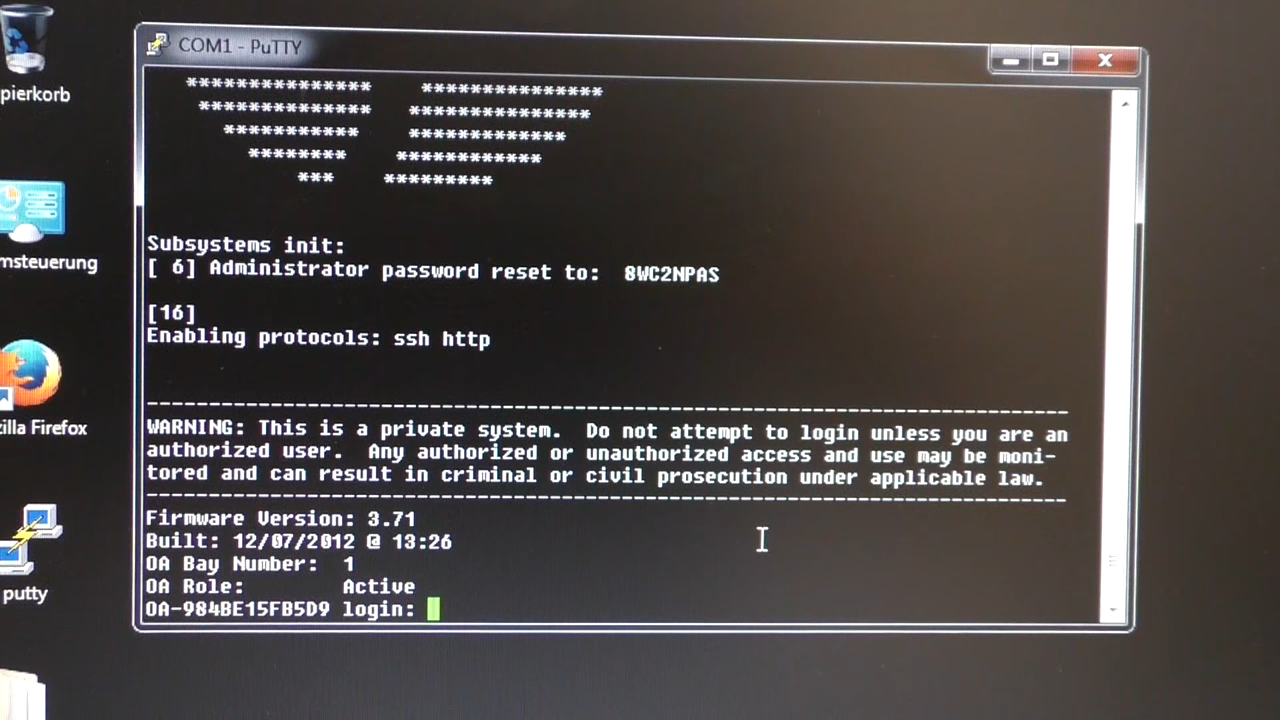 COM1 - PuTTY
************** **************
************* **************
*********** *************
******** ************
*** *********
pierkorb
Subsystems init:
[ 6] Administrator password reset to: 8WC2NPAS
msteuerung
[16]
Enabling protocols: ssh http
zilla Firefox
-----------------------------------------------------------------------------
WARNING: This is a private system. Do not attempt to login unless you are an
authorized user. Any authorized or unauthorized access and use may be moni-
tored and can result in criminal or civil prosecution under applicable law.
-----------------------------------------------------------------------------
Firmware Version: 3.71
Built: 12/07/2012 @ 13:26
OA Bay Number: 1
OA Role: Active
putty
OA-984BE15FB5D9 login: